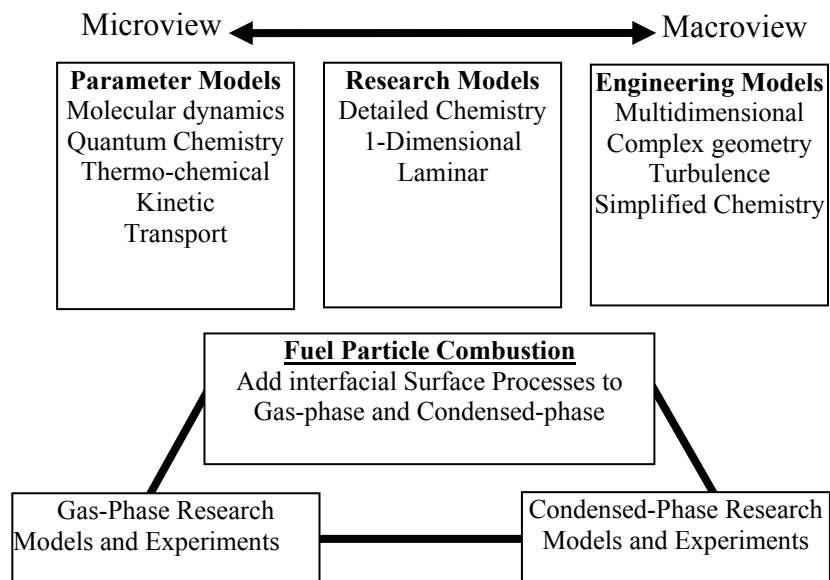 Microview
Macroview
Parameter Models
Molecular dynamics
Quantum Chemistry
Thermo-chemical
Kinetic
Transport
Research Models
Detailed Chemistry
1-Dimensional
Laminar
Engineering Models
Multidimensional
Complex geometry
Turbulence
Simplified Chemistry
Fuel Particle Combustion
Add interfacial Surface Processes to
Gas-phase and Condensed-phase
Gas-Phase Research
Models and Experiments
Condensed-Phase Research
Models and Experiments